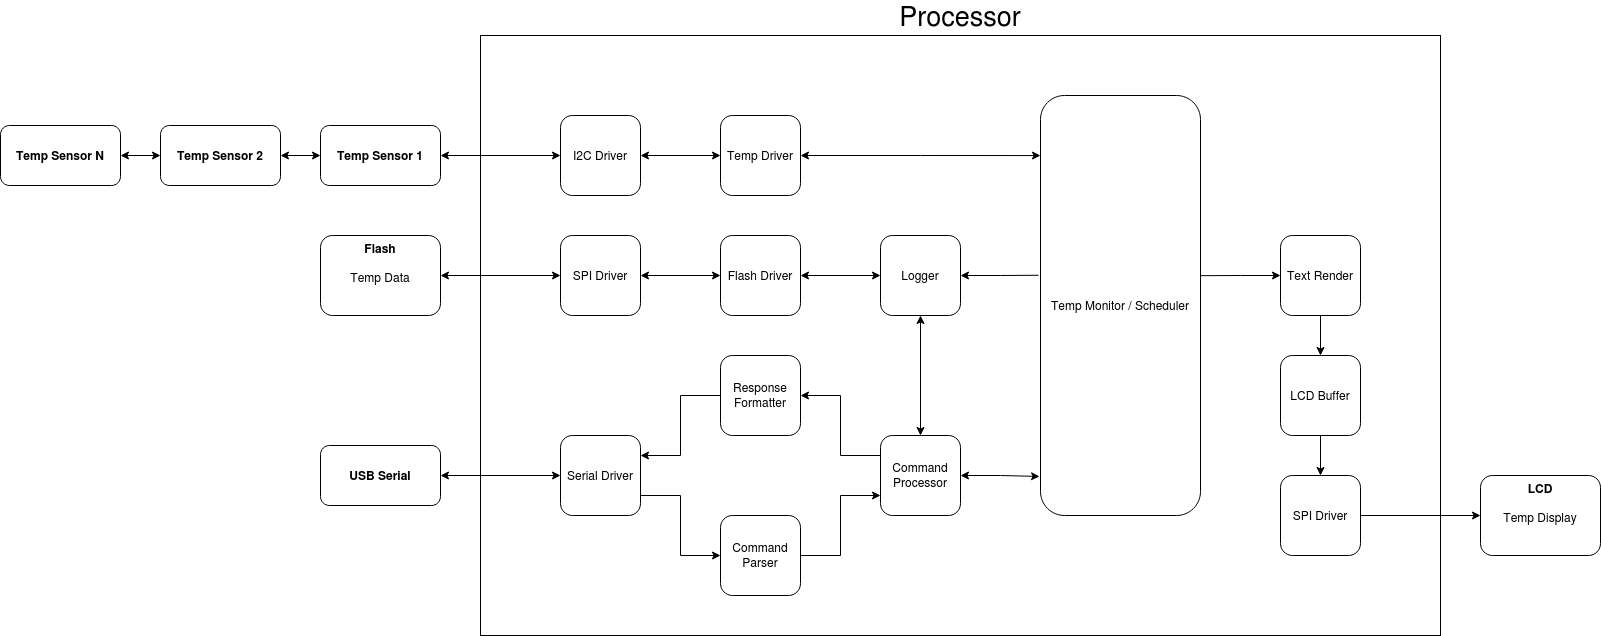 Processor
Temp Sensor N
Temp Sensor 2
Temp Sensor 1
I2C Driver
Temp Driver
Flash
Temp Data
SPI Driver
Flash Driver
Logger
Temp Monitor / Scheduler
Text Render
Response
Formatter
LCD Buffer
USB Serial
Serial Driver
Command
Processor
Command
Parser
SPI Driver
LCD
Temp Display